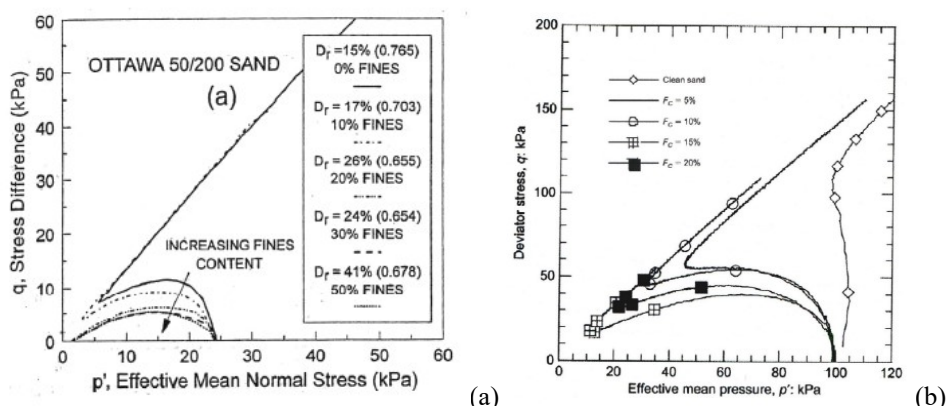 60
50
40
30
20
10
0
q, Stress Difference (kPa)
OTTAWA 50/200 SAND
(a)
Dr =15% (0.765)
0% FINES
Dr =17% (0.703)
10% FINES
Dr =26% (0.655)
20% FINES
Dr =24% (0.654)
30% FINES
Dr =41% (0.678)
50% FINES
INCREASING FINES
CONTENT
0 10 20 30 40 50 60
p', Effective Mean Normal Stress (kPa)
(a)
200
150
100
50
0
Deviator stress, q: kPa
Clean sand
FC = 5%
FC = 10%
FC = 15%
FC = 20%
0 20 40 60 80 100 120
Effective mean pressure, p': kPa
(b)